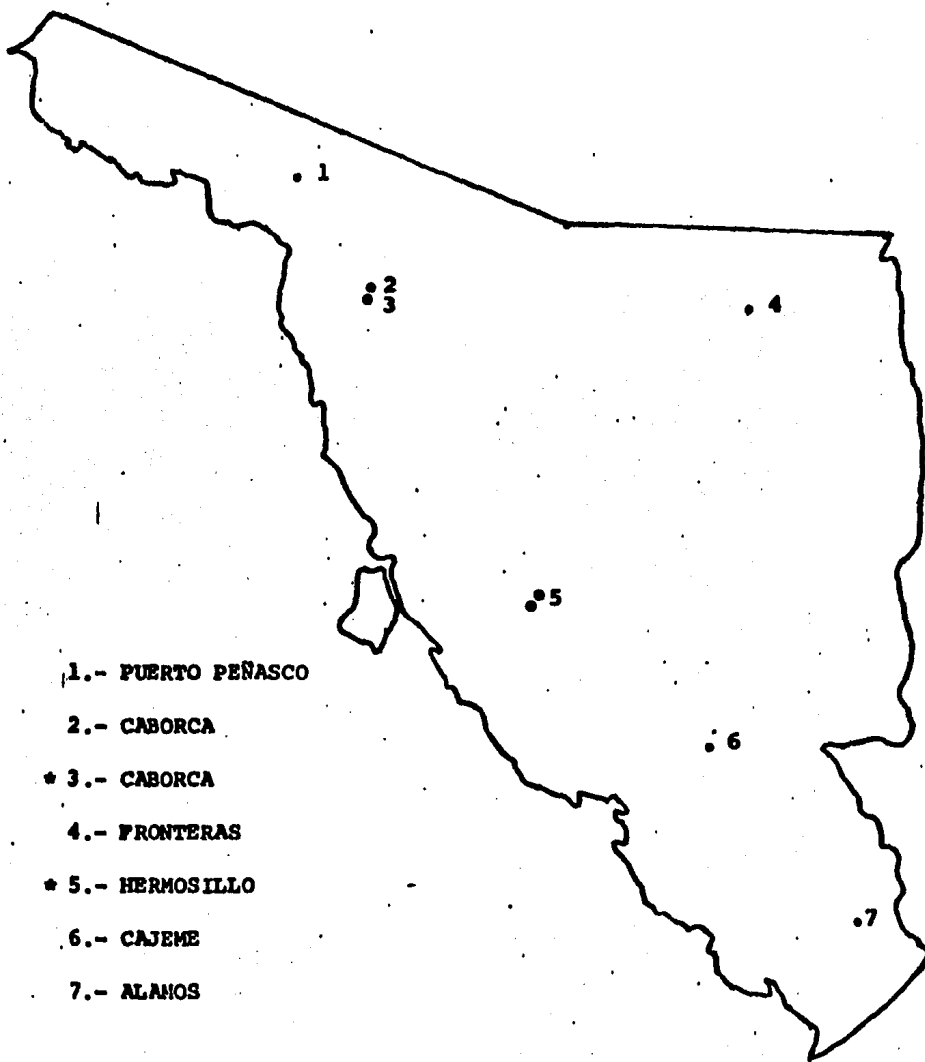 1
2
3
4
5
6
7
1.- PUERTO PEÑASCO
2.- CABORCA
* 3.- CABORCA
4.- FRONTERAS
* 5.- HERMOSILLO
6.- CAJEME
7.- ALAMOS